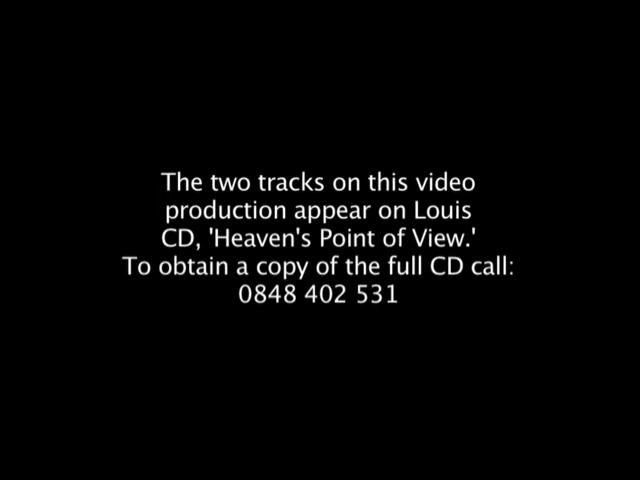 The two tracks on this video
production appear on Louis
CD, 'Heaven's Point of View.'
To obtain a copy of the full CD call:
0848 402 531